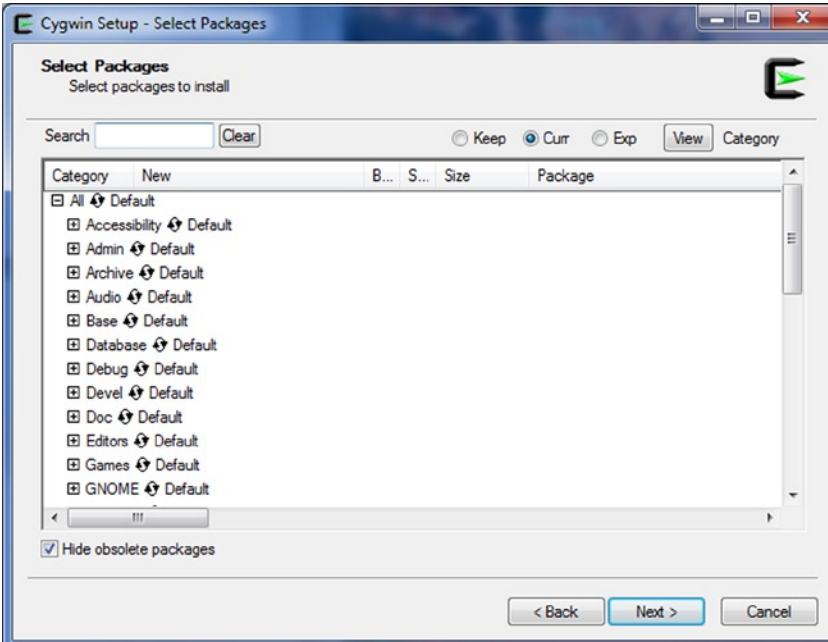 Cygwin Setup - Select Packages
Select Packages
Select packages to install
Search Clear Keep Curr Exp View Category
Category New B... S... Size Package
All Default
Accessibility Default
Admin Default
Archive Default
Audio Default
Base Default
Database Default
Debug Default
Devel Default
Doc Default
Editors Default
Games Default
GNOME Default
Hide obsolete packages
< Back Next > Cancel